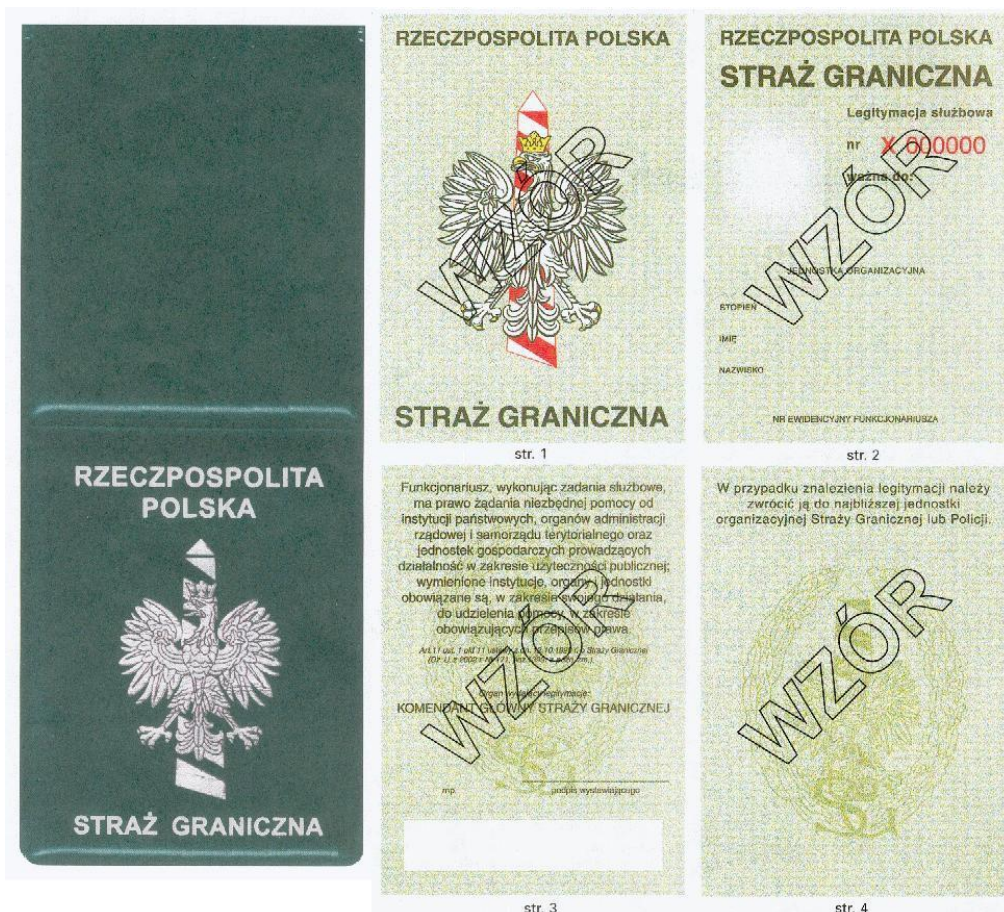 RZECZPOSPOLITA
POLSKA
STRAŻ GRANICZNA
RZECZPOSPOLITA POLSKA
WZÓR
STRAŻ GRANICZNA
str. 1
RZECZPOSPOLITA POLSKA
STRAŻ GRANICZNA
Legitymacja służbowa
nr X 000000
ważna do:
WZÓR
JEDNOSTKA ORGANIZACYJNA
STOPIEŃ
IMIĘ
NAZWISKO
NR EWIDENCYJNY FUNKCJONARIUSZA
str. 2
Funkcjonariusz, wykonując zadania służbowe,
ma prawo żądania niezbędnej pomocy od
instytucji państwowych, organów administracji
rządowej i samorządu terytorialnego oraz
jednostek gospodarczych prowadzących
działalność w zakresie użyteczności publicznej;
wymienione instytucje, organy i jednostki
obowiązane są, w zakresie swojego działania,
do udzielenia pomocy, w zakresie
obowiązujących przepisów prawa.
Organ wydający legitymację:
KOMENDANT GŁÓWNY STRAŻY GRANICZNEJ
WZÓR
mp.
podpis wystawiającego
str. 3
W przypadku znalezienia legitymacji należy
zwrócić ją do najbliższej jednostki
organizacyjnej Straży Granicznej lub Policji.
WZÓR
str. 4